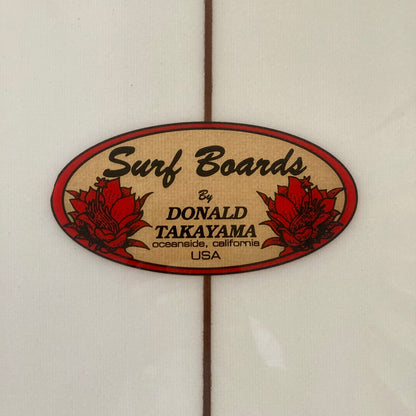 Surf Boards
By
DONALD
TAKAYAMA
oceanside, california
USA